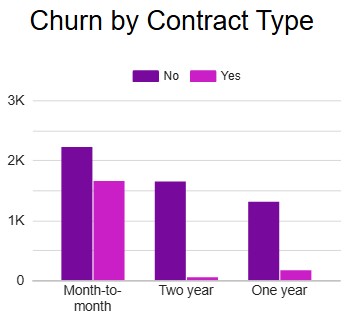 Churn by Contract Type
No Yes
3K
2K
1K
0
Month-to-
month
Two year
One year